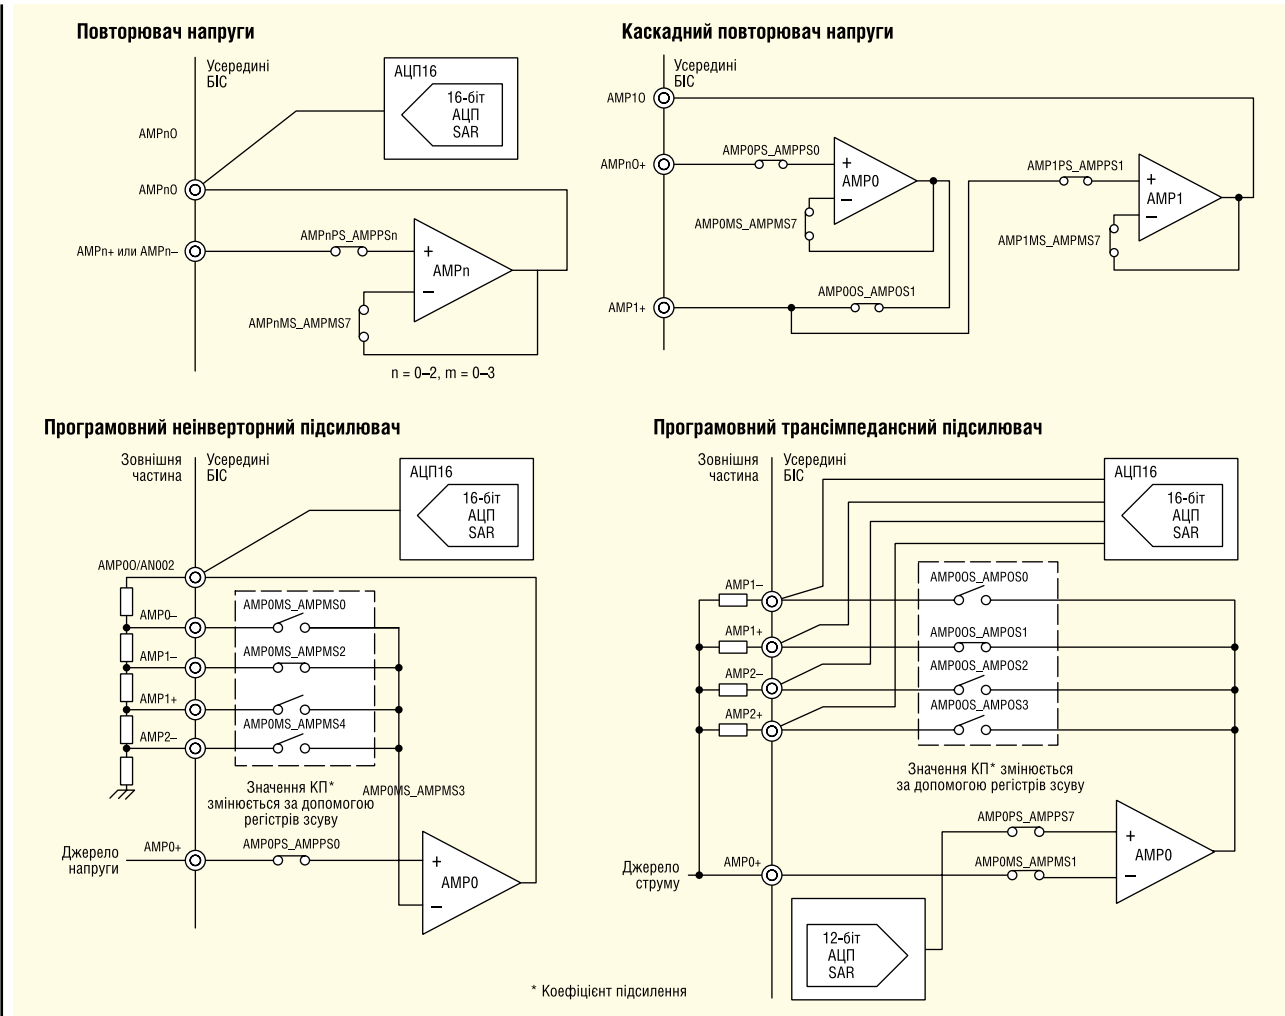 Повторювач напруги
Усередині
БІС
АЦП16
16-біт
АЦП
SAR
AMPnO
AMPnO
AMPn+ или AMPn–
AMPnPS_AMPPSn
+
AMPn
–
AMPnMS_AMPMS7
n = 0–2, m = 0–3
Каскадний повторювач напруги
Усередині
БІС
AMP1O
AMPn0+
AMP0PS_AMPPS0
+
AMP0
–
AMP0MS_AMPMS7
AMP1PS_AMPPS1
+
AMP1
–
AMP1MS_AMPMS7
AMP1+
AMP0OS_AMPOS1
Програмовний неінверторний підсилювач
Зовнішня
частина
Усередині
БІС
АЦП16
16-біт
АЦП
SAR
AMP0O/AN002
AMP0–
AMP0MS_AMPMS0
AMP1–
AMP0MS_AMPMS2
AMP1+
AMP0MS_AMPMS4
AMP2–
Значення КП*
змінюється за допомогою
регістрів зсуву
AMP0MS_AMPMS3
Джерело
напруги
AMP0+
AMP0PS_AMPPS0
+
AMP0
–
Програмовний трансімпедансний підсилювач
Зовнішня
частина
Усередині
БІС
АЦП16
16-біт
АЦП
SAR
AMP1–
AMP0OS_AMPOS0
AMP1+
AMP0OS_AMPOS1
AMP2–
AMP0OS_AMPOS2
AMP2+
AMP0OS_AMPOS3
Значення КП* змінюється
за допомогою регістрів зсуву
AMP0PS_AMPPS7
+
AMP0
–
Джерело
струму
AMP0+
AMP0MS_AMPMS1
12-біт
АЦП
SAR
* Коефіцієнт підсилення